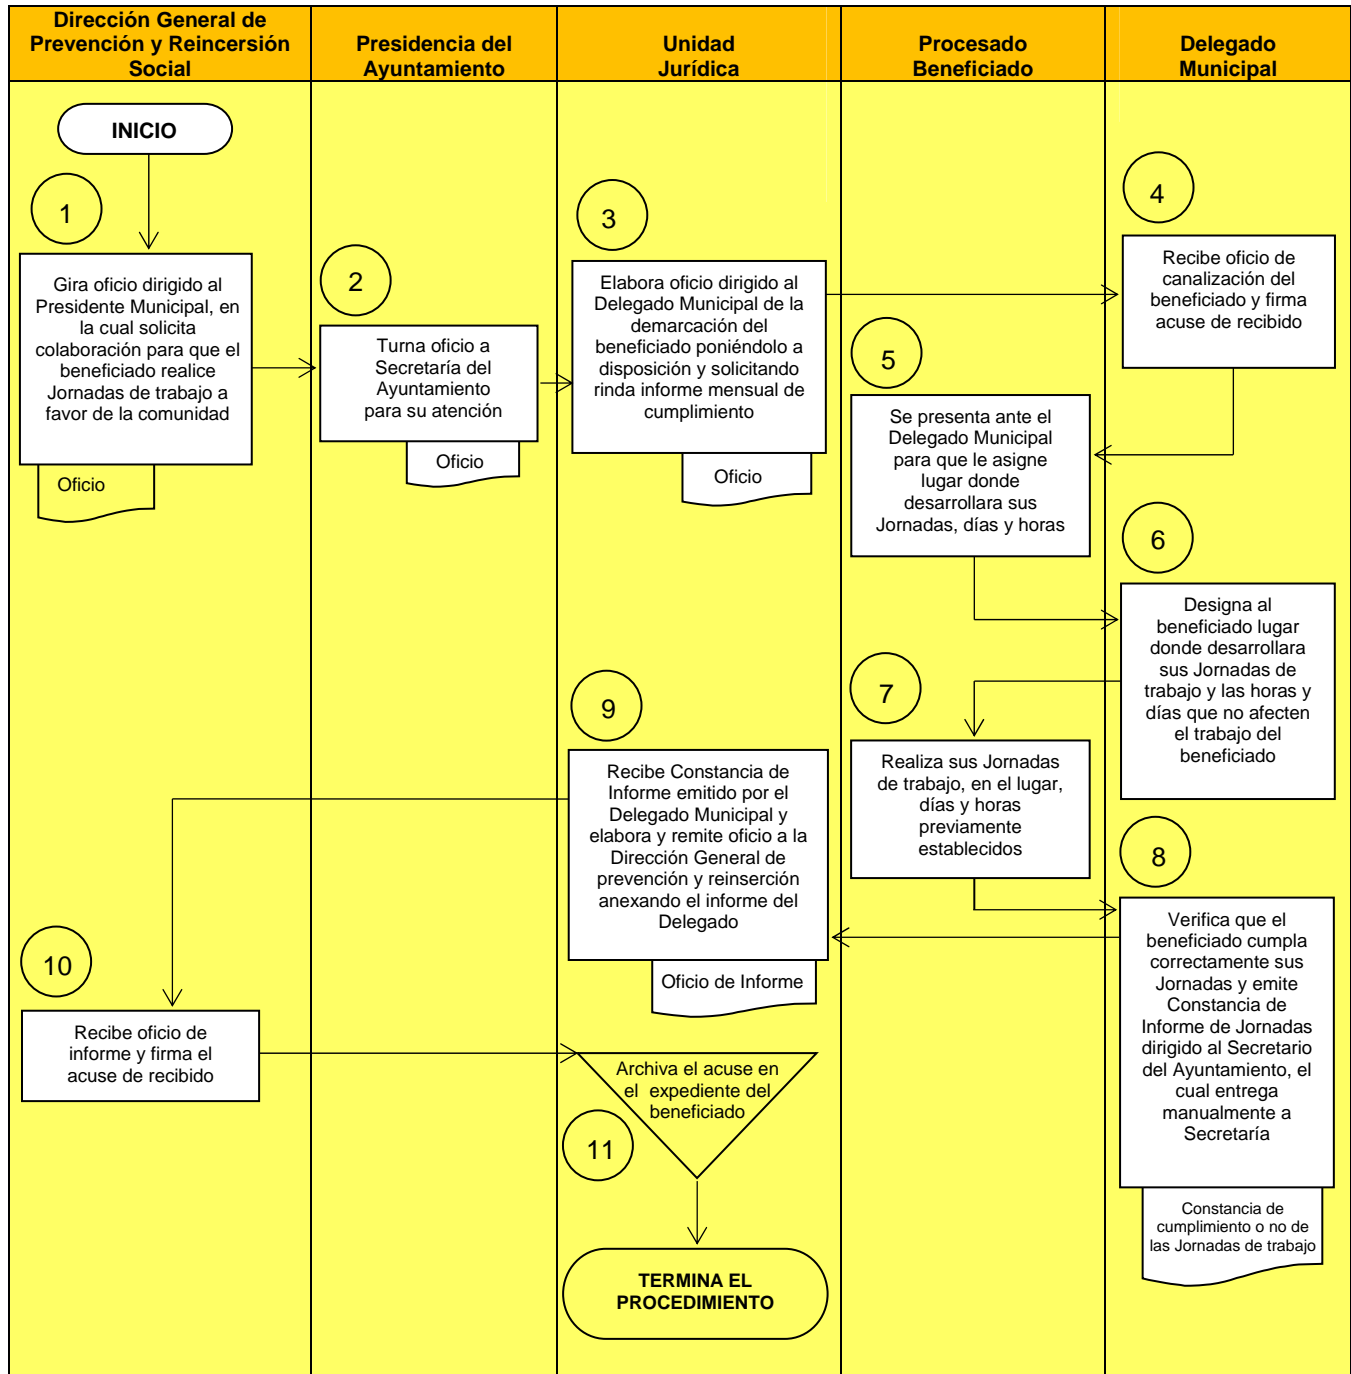 Dirección General de
Prevención y Reincersión
Social
Presidencia del
Ayuntamiento
Unidad
Jurídica
Procesado
Beneficiado
Delegado
Municipal
INICIO
1
Gira oficio dirigido al
Presidente Municipal, en
la cual solicita
colaboración para que el
beneficiado realice
Jornadas de trabajo a
favor de la comunidad
Oficio
2
Turna oficio a
Secretaría del
Ayuntamiento
para su atención
Oficio
3
Elabora oficio dirigido al
Delegado Municipal de la
demarcación del
beneficiado poniéndolo a
disposición y solicitando
rinda informe mensual de
cumplimiento
Oficio
4
Recibe oficio de
canalización del
beneficiado y firma
acuse de recibido
5
Se presenta ante el
Delegado Municipal
para que le asigne
lugar donde
desarrollara sus
Jornadas, días y horas
6
Designa al
beneficiado lugar
donde desarrollara
sus Jornadas de
trabajo y las horas y
días que no afecten
el trabajo del
beneficiado
7
Realiza sus Jornadas
de trabajo, en el lugar,
días y horas
previamente
establecidos
8
Verifica que el
beneficiado cumpla
correctamente sus
Jornadas y emite
Constancia de
Informe de Jornadas
dirigido al Secretario
del Ayuntamiento, el
cual entrega
manualmente a
Secretaría
Constancia de
cumplimiento o no de
las Jornadas de trabajo
9
Recibe Constancia de
Informe emitido por el
Delegado Municipal y
elabora y remite oficio a la
Dirección General de
prevención y reinserción
anexando el informe del
Delegado
Oficio de Informe
10
Recibe oficio de
informe y firma el
acuse de recibido
Archiva el acuse en
el expediente del
beneficiado
11
TERMINA EL
PROCEDIMIENTO